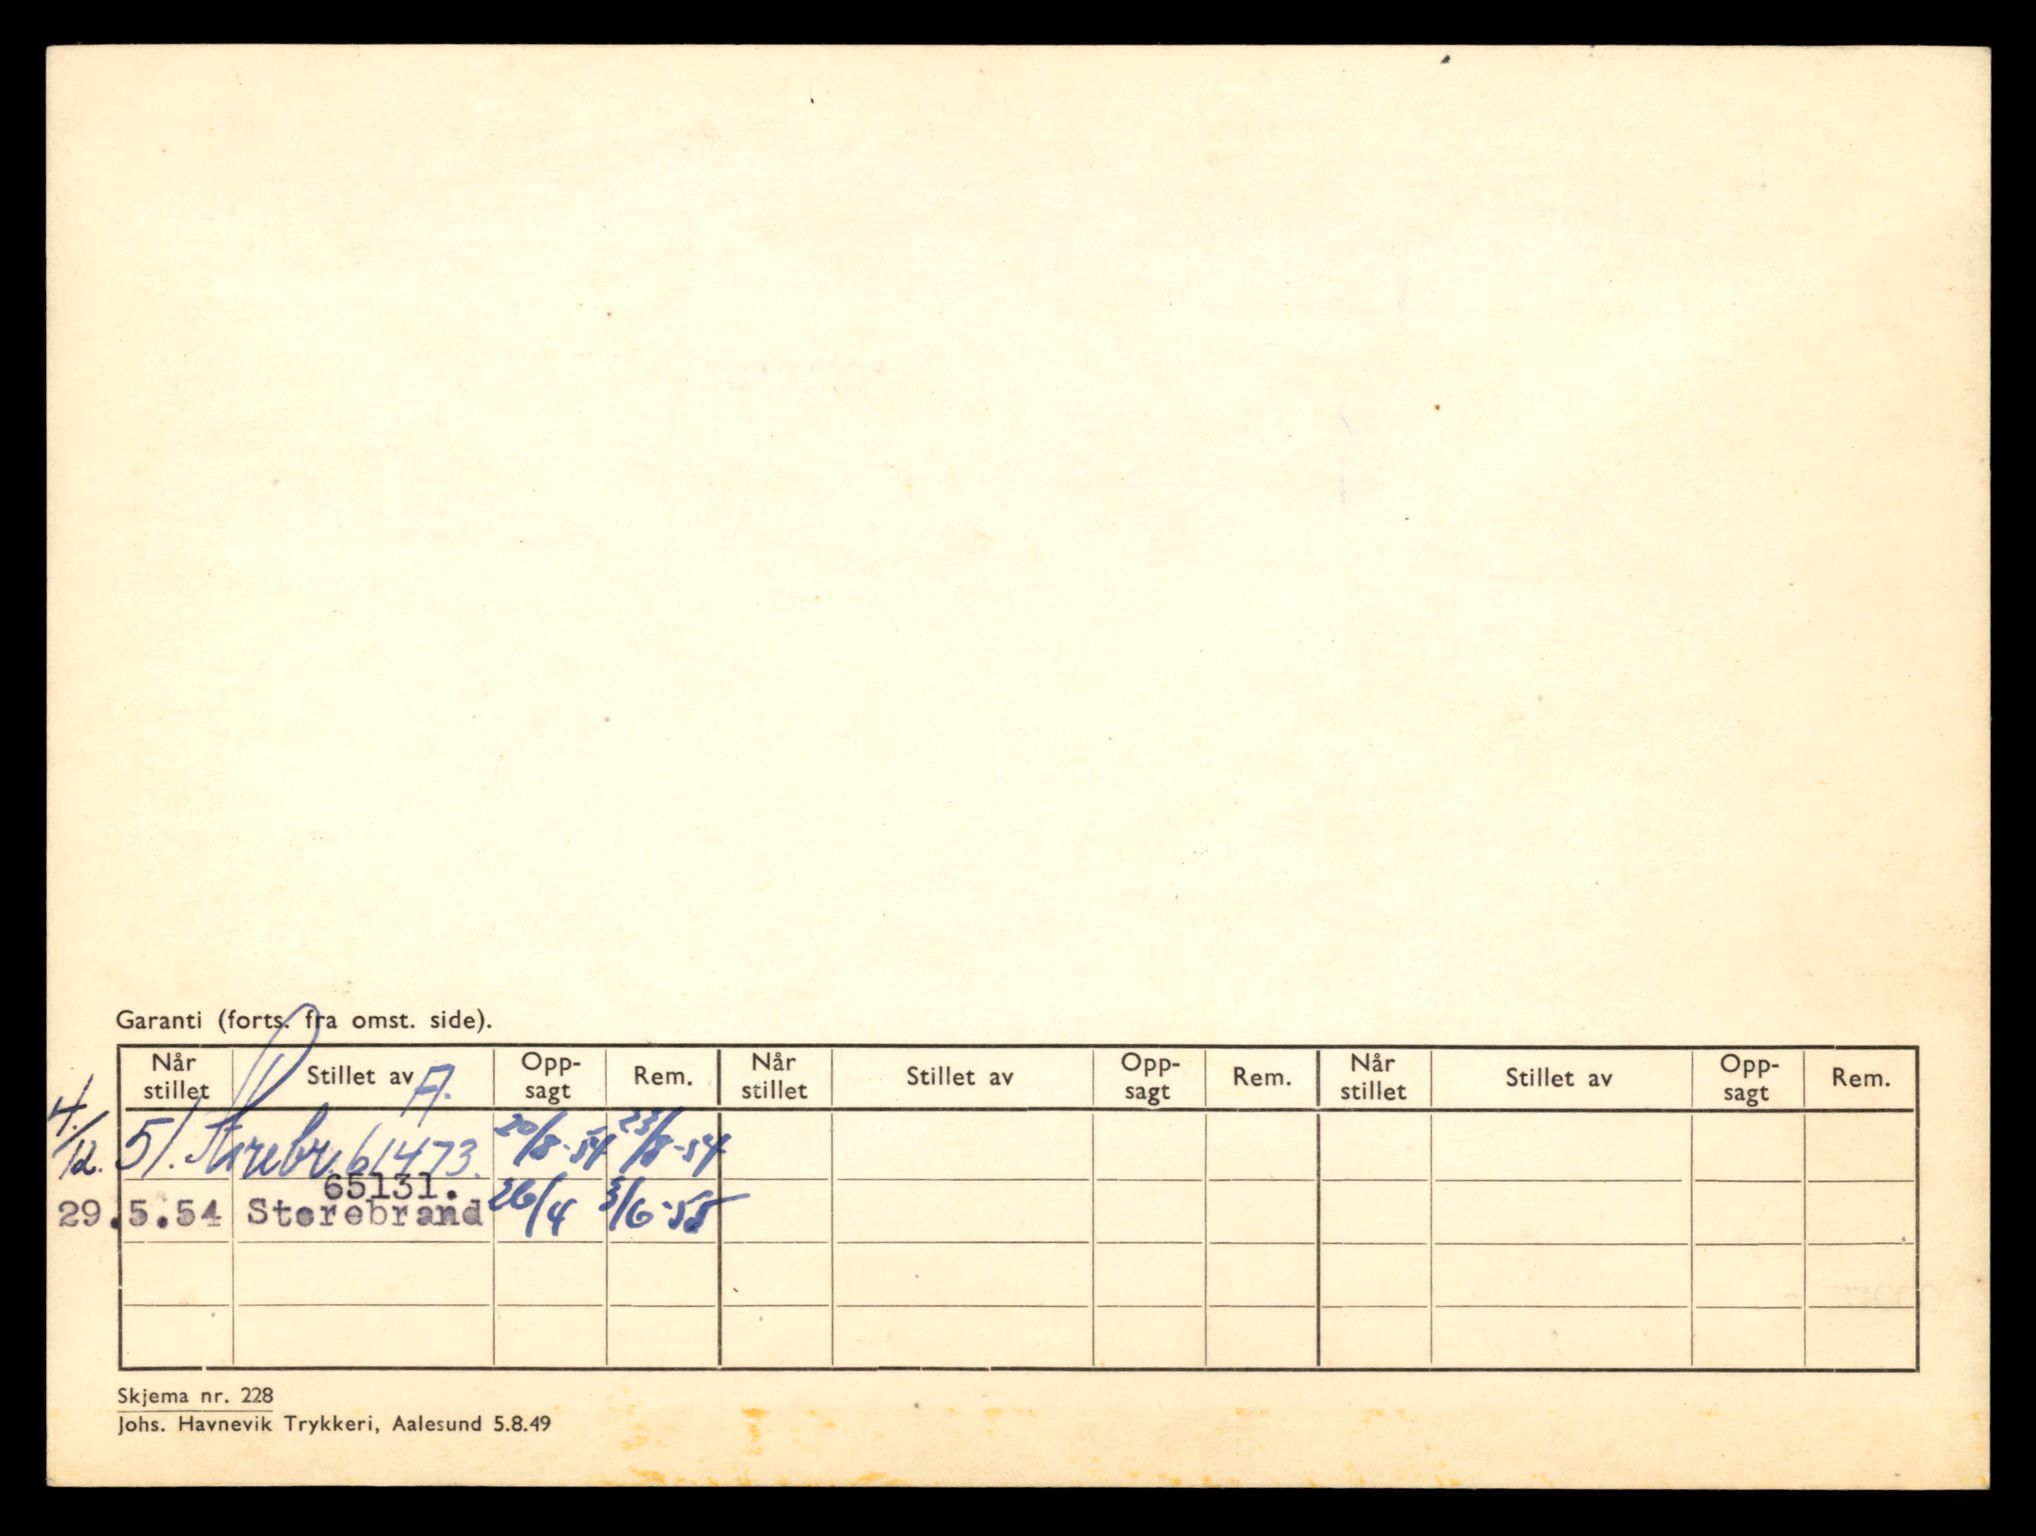 Garanti (forts. fra omst. side).
Når stillet Stillet av Opp-sagt Rem. Når stillet Stillet av Opp-sagt Rem. Når stillet Stillet av Opp-sagt Rem.
A.
4./12. 51. Storebr. 61473. 20/8-54 23/8-54
65131.
29.5.54 Storebrand 26/4 3/6-55
Skjema nr. 228
Johs. Havnevik Trykkeri, Aalesund 5.8.49